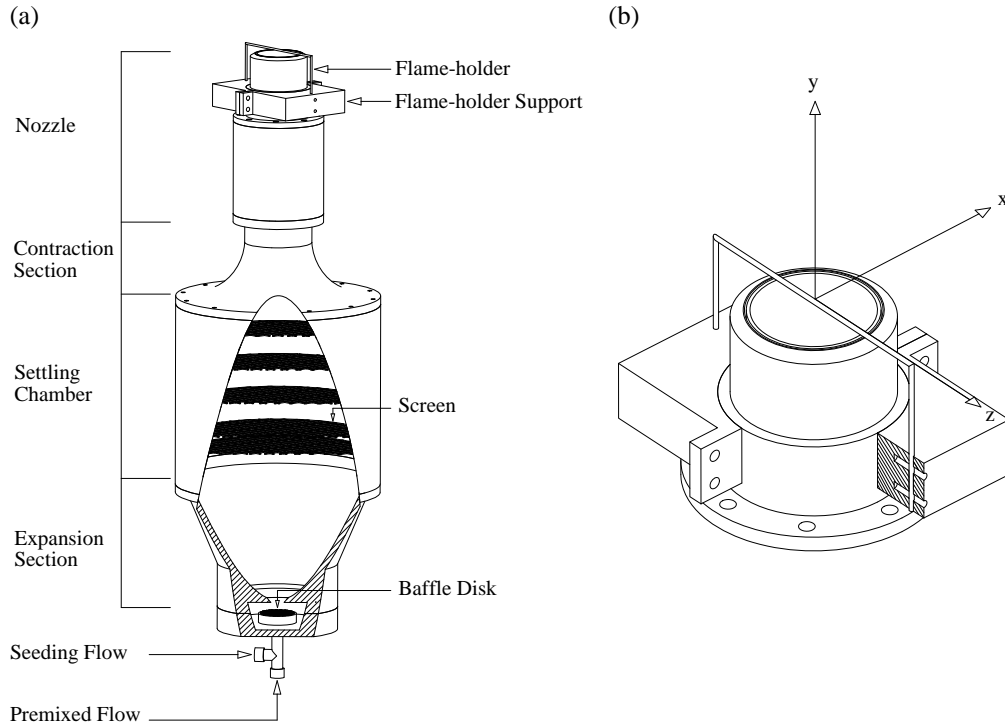 (a)
Flame-holder
Flame-holder Support
Nozzle
Contraction
Section
Settling
Chamber
Screen
Expansion
Section
Baffle Disk
Seeding Flow
Premixed Flow
(b)
y
x
z